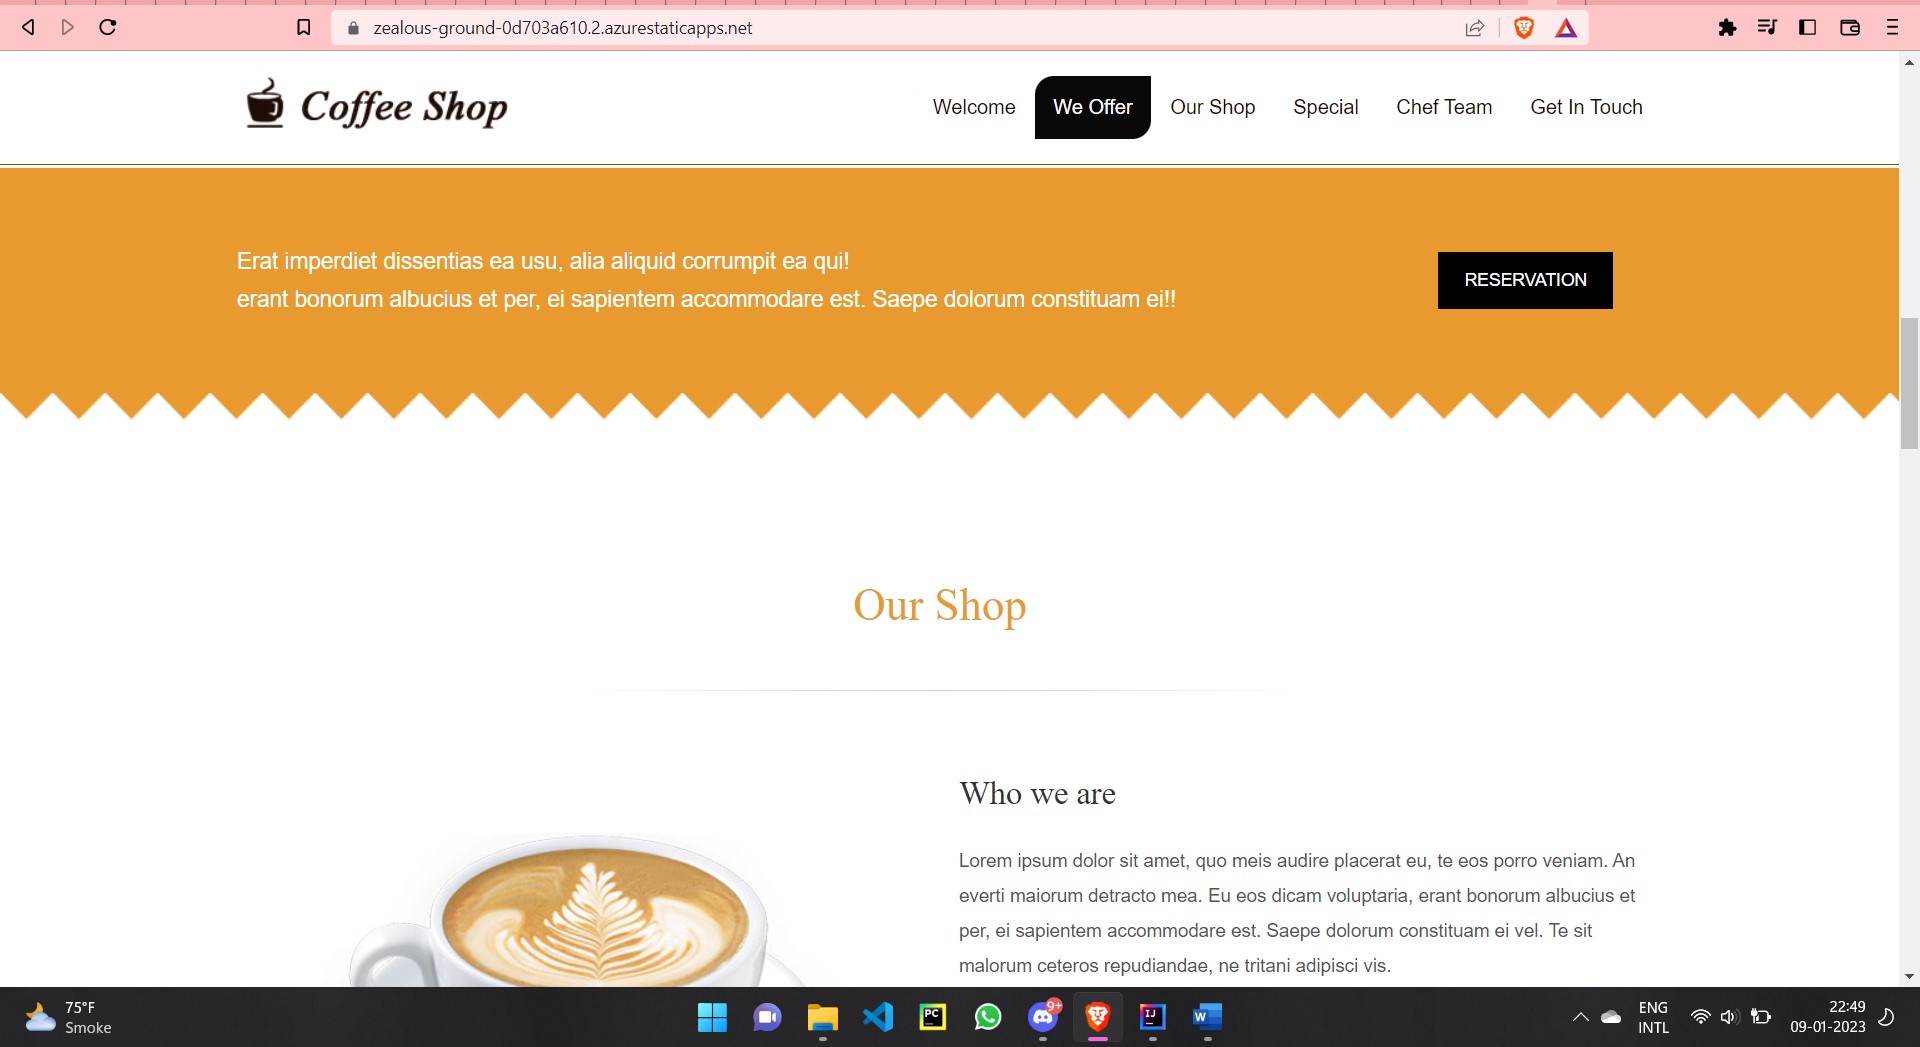 zealous-ground-0d703a610.2.azurestaticapps.net
Coffee Shop
Welcome
We Offer
Our Shop
Special
Chef Team
Get In Touch
Erat imperdiet dissentias ea usu, alia aliquid corrumpit ea qui!
erant bonorum albucius et per, ei sapientem accommodare est. Saepe dolorum constituam ei!!
RESERVATION
Our Shop
Who we are
Lorem ipsum dolor sit amet, quo meis audire placerat eu, te eos porro veniam. An
everti maiorum detracto mea. Eu eos dicam voluptaria, erant bonorum albucius et
per, ei sapientem accommodare est. Saepe dolorum constituam ei vel. Te sit
malorum ceteros repudiandae, ne tritani adipisci vis.
75°F
Smoke
PC
9+
IJ
W
ENG
INTL
22:49
09-01-2023